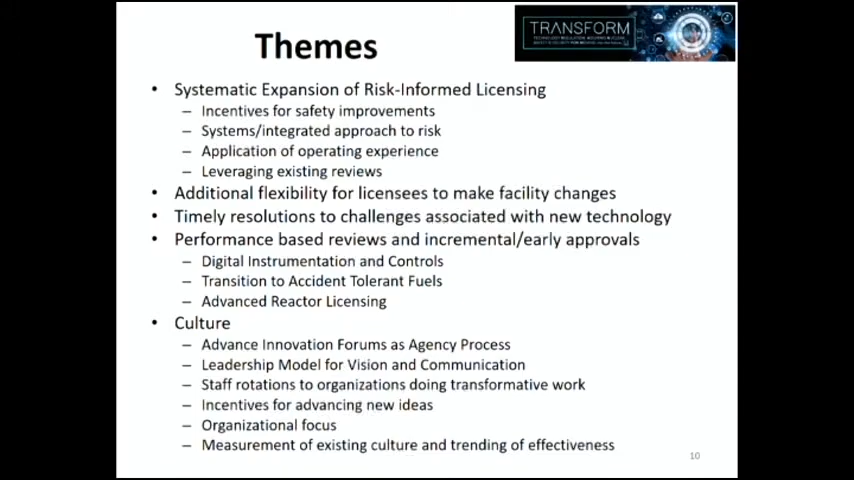 Themes
TRANSFORM
• Systematic Expansion of Risk-Informed Licensing
– Incentives for safety improvements
– Systems/integrated approach to risk
– Application of operating experience
– Leveraging existing reviews
• Additional flexibility for licensees to make facility changes
• Timely resolutions to challenges associated with new technology
• Performance based reviews and incremental/early approvals
– Digital Instrumentation and Controls
– Transition to Accident Tolerant Fuels
– Advanced Reactor Licensing
• Culture
– Advance Innovation Forums as Agency Process
– Leadership Model for Vision and Communication
– Staff rotations to organizations doing transformative work
– Incentives for advancing new ideas
– Organizational focus
– Measurement of existing culture and trending of effectiveness
10